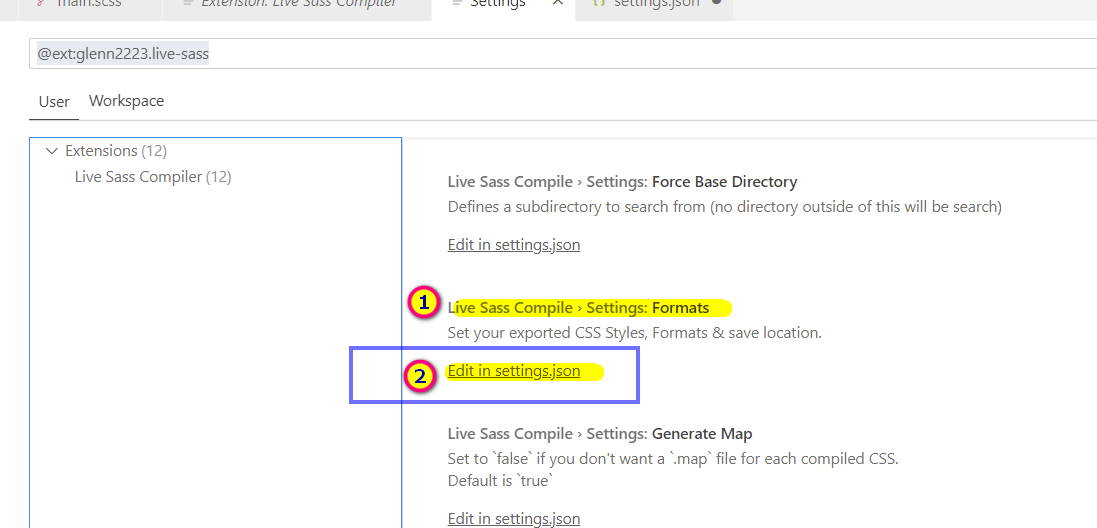 main.scss Extension: Live Sass Compiler Settings settings.json
@ext:glenn2223.live-sass
User Workspace
Extensions (12)
Live Sass Compiler (12)
Live Sass Compile › Settings: Force Base Directory
Defines a subdirectory to search from (no directory outside of this will be search)
Edit in settings.json
1 Live Sass Compile › Settings: Formats
Set your exported CSS Styles, Formats & save location.
2 Edit in settings.json
Live Sass Compile › Settings: Generate Map
Set to `false` if you don't want a `.map` file for each compiled CSS.
Default is `true`
Edit in settings.json